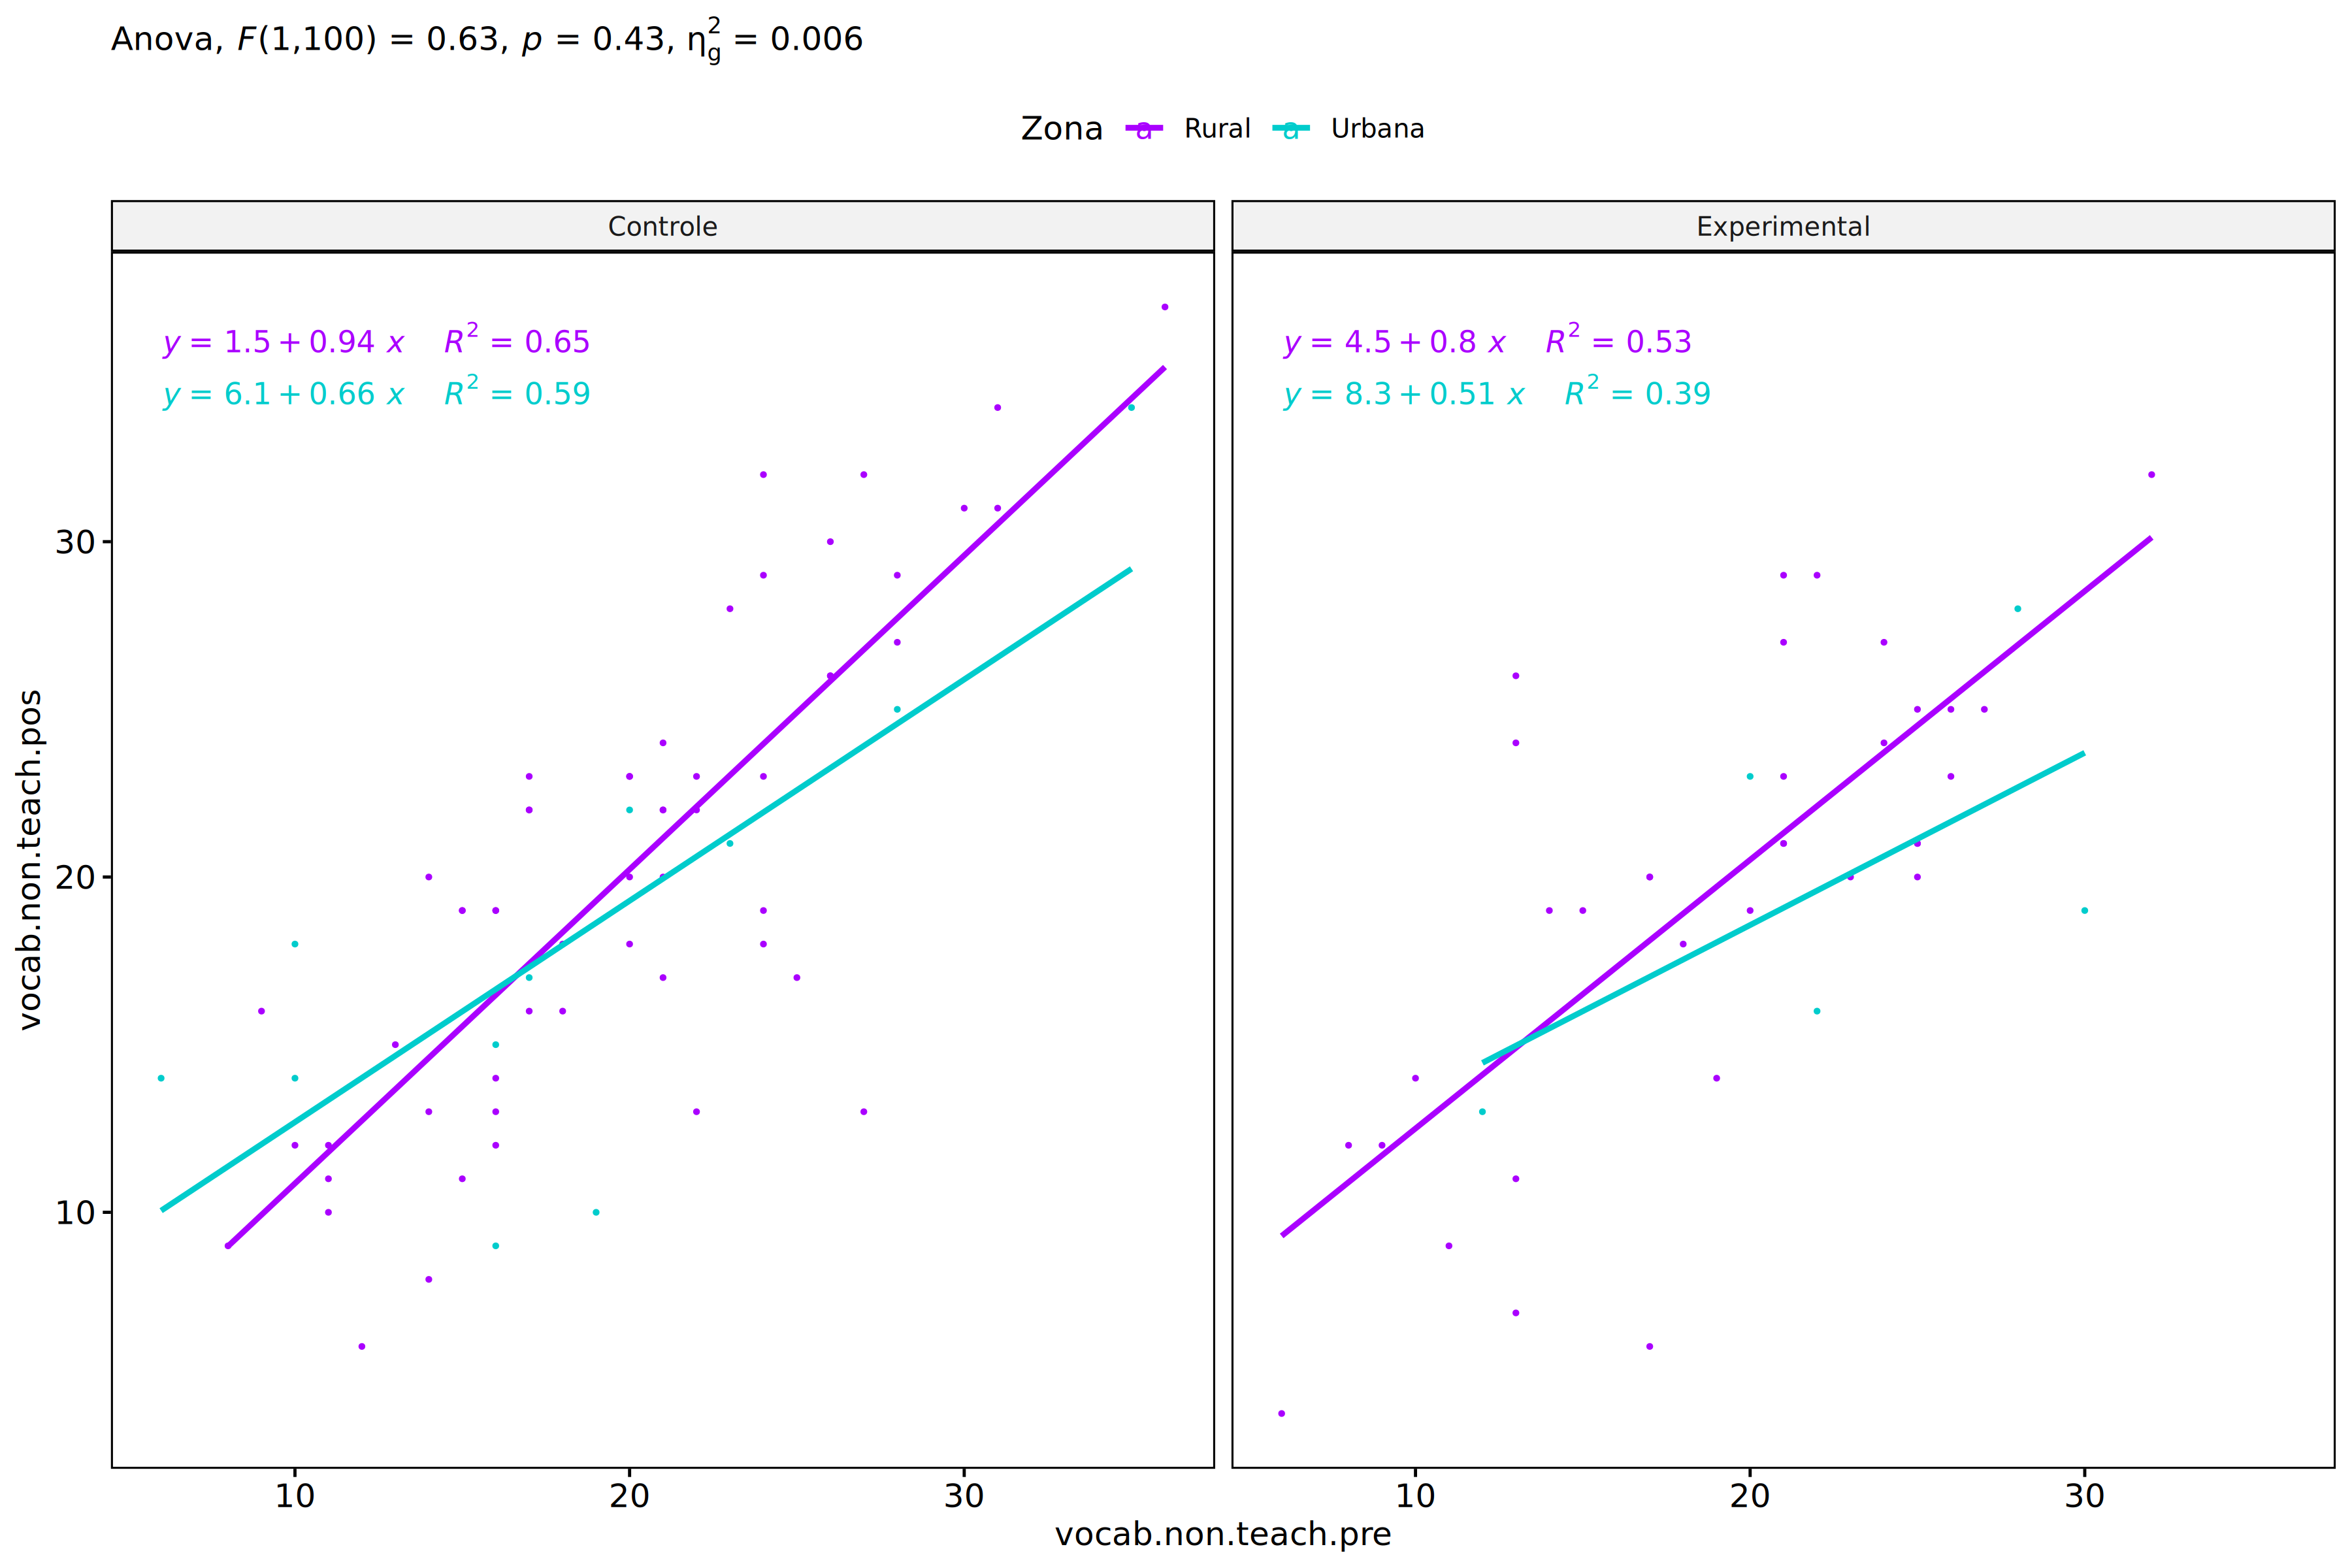 Anova, F(1,100) = 0.63, p = 0.43, η²g = 0.006
Zona a Rural a Urbana
Controle
Experimental
y = 1.5 + 0.94 x R² = 0.65
y = 6.1 + 0.66 x R² = 0.59
y = 4.5 + 0.8 x R² = 0.53
y = 8.3 + 0.51 x R² = 0.39
vocab.non.teach.pos
30
20
10
10 20 30
10 20 30
vocab.non.teach.pre